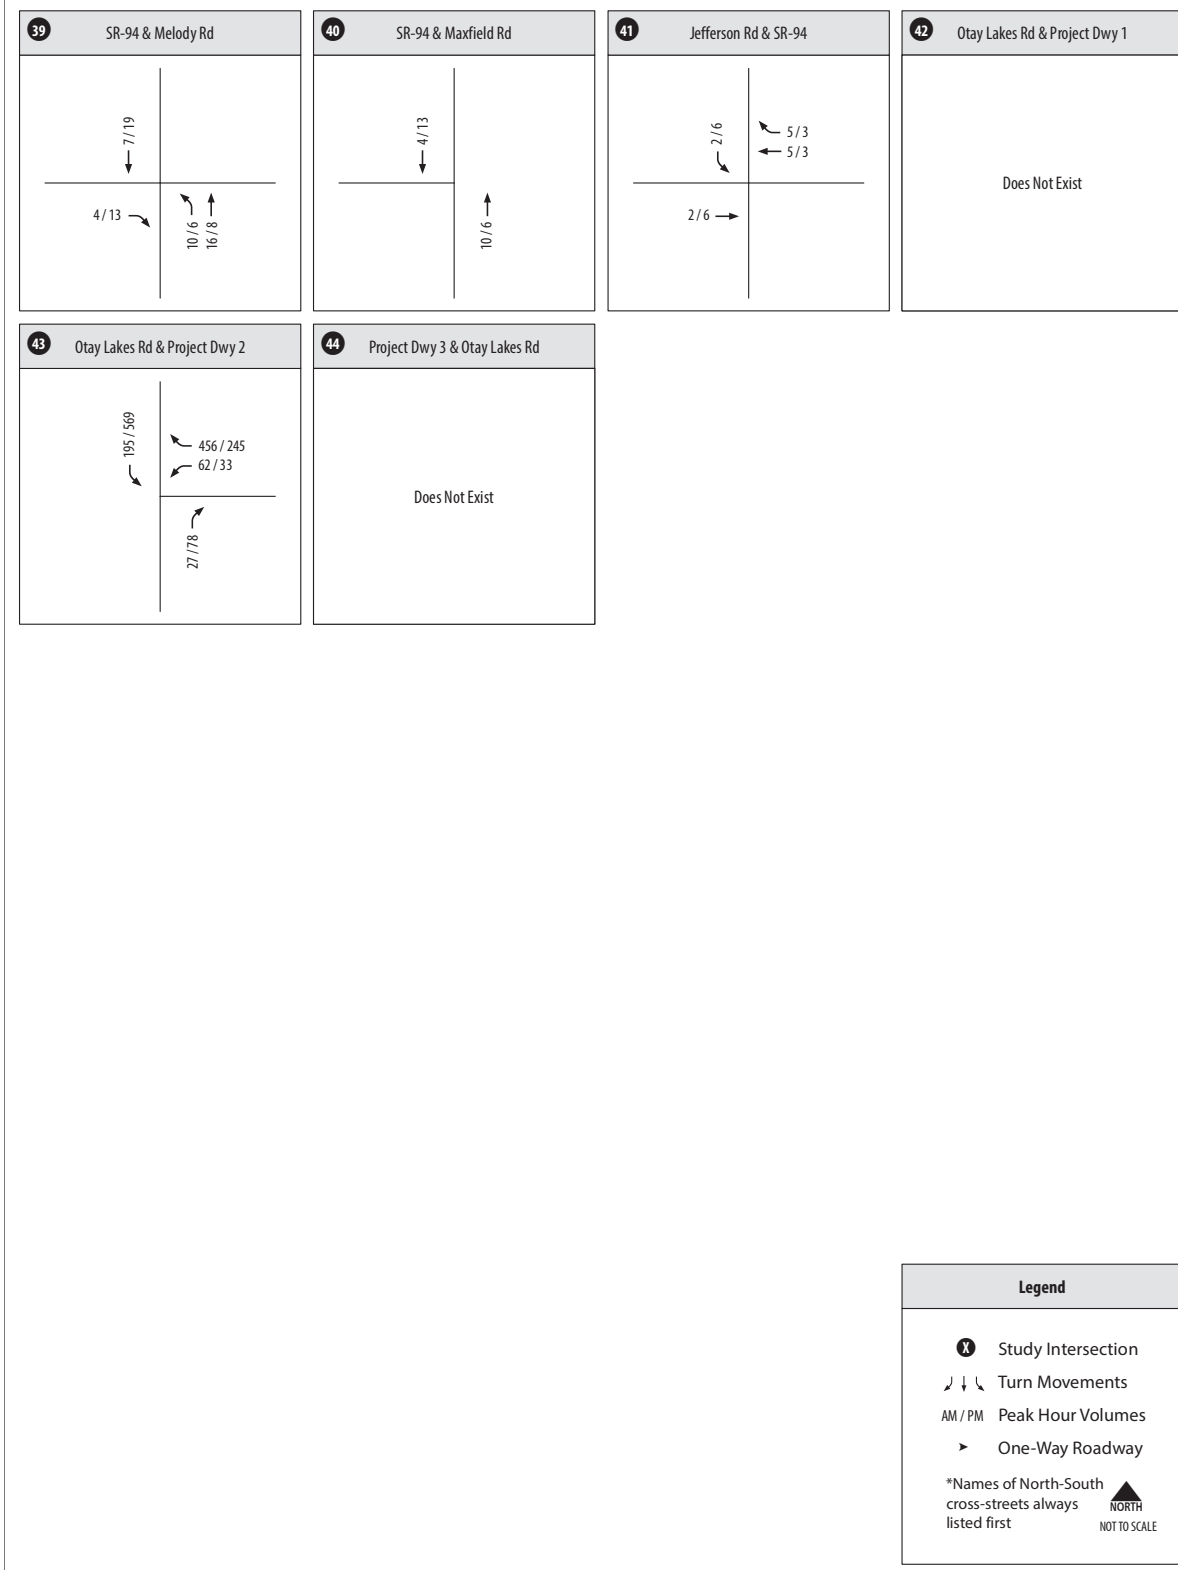 39 SR-94 & Melody Rd
7 / 19
4 / 13
10 / 6
16 / 8
40 SR-94 & Maxfield Rd
4 / 13
10 / 6
41 Jefferson Rd & SR-94
2 / 6
5 / 3
5 / 3
2 / 6
42 Otay Lakes Rd & Project Dwy 1
Does Not Exist
43 Otay Lakes Rd & Project Dwy 2
195 / 569
456 / 245
62 / 33
27 / 78
44 Project Dwy 3 & Otay Lakes Rd
Does Not Exist
Legend
X Study Intersection
Turn Movements
AM / PM Peak Hour Volumes
One-Way Roadway
*Names of North-South
cross-streets always
listed first
NORTH
NOT TO SCALE